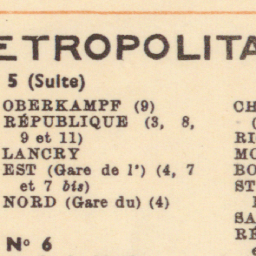 ETROPOLITA
5 (Suite)
OBERKAMPF (9)
RÉPUBLIQUE (3, 8,
9 et 11)
LANCRY
EST (Gare de l') (4, 7
et 7 bis)
NORD (Gare du) (4)
N° 6
CH
(
RI
MO
BO
ST
SA
RÉ